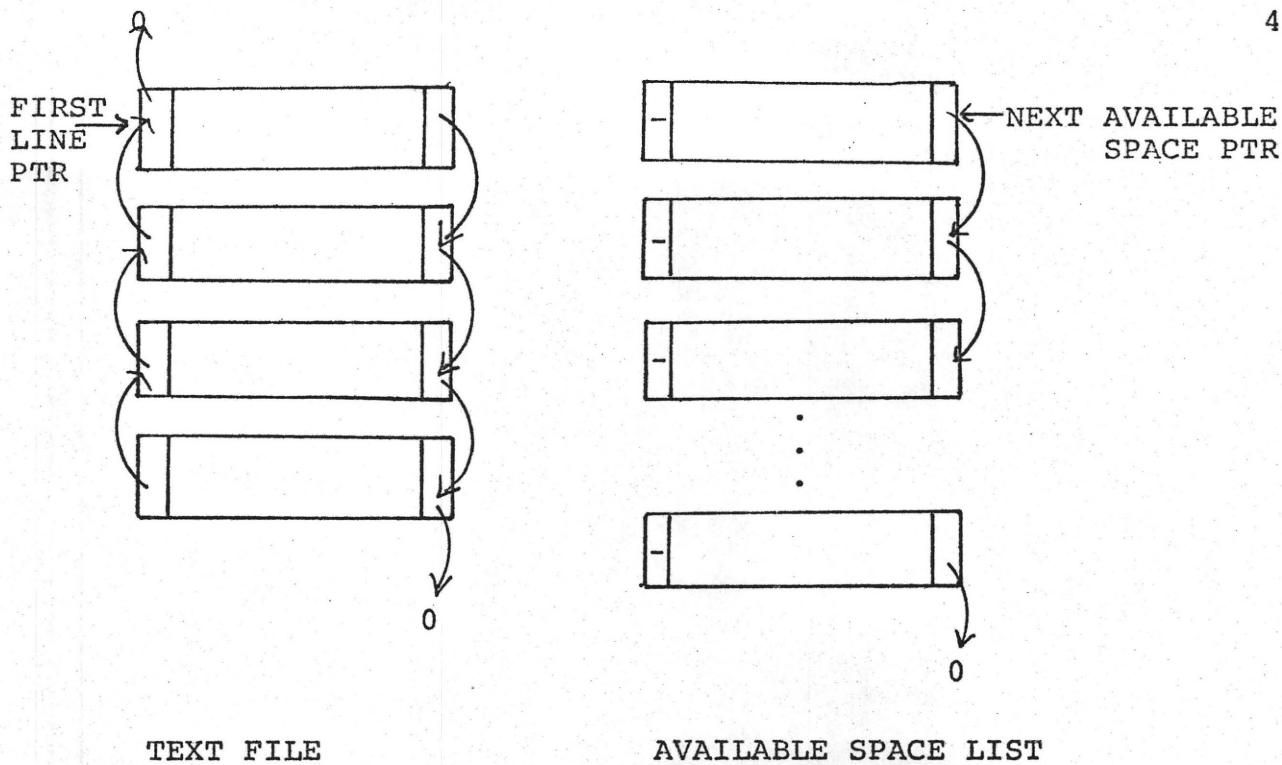 4
0
FIRST
LINE
PTR
-
NEXT AVAILABLE
SPACE PTR
-
-
-
0
0
TEXT FILE
AVAILABLE SPACE LIST